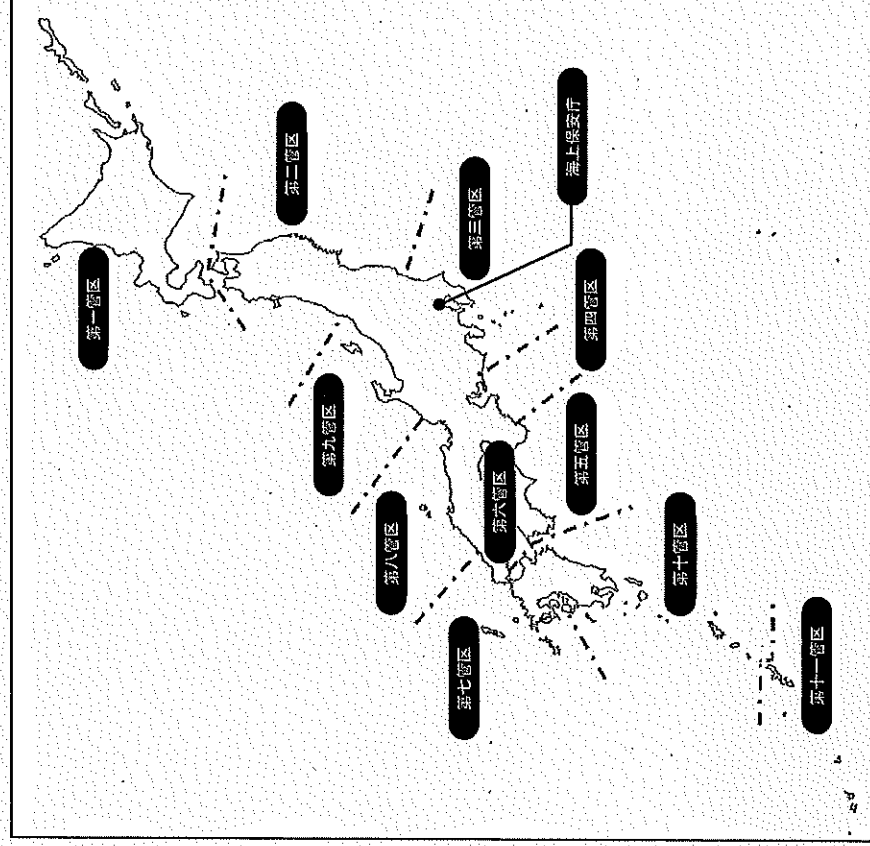 第一管区
第二管区
第三管区
海上保安庁
第四管区
第九管区
第五管区
第六管区
第八管区
第十管区
第七管区
第十一管区